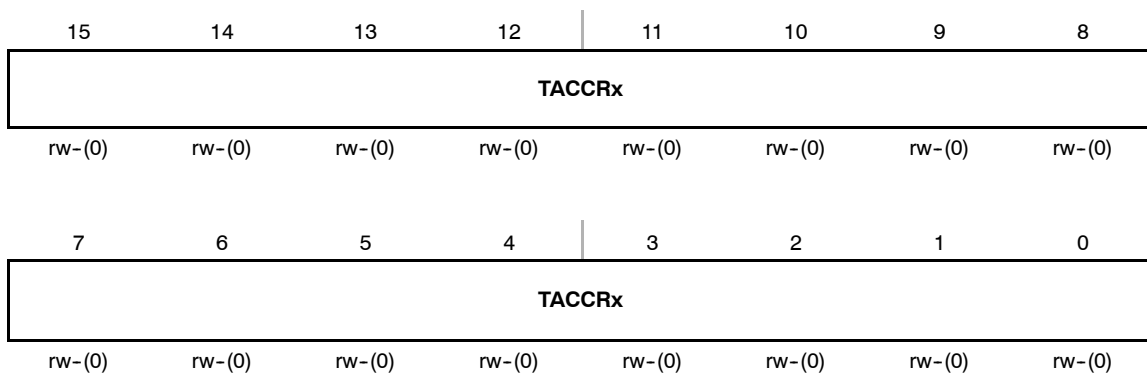 15 14 13 12 11 10 9 8
TACCRx
rw-(0) rw-(0) rw-(0) rw-(0) rw-(0) rw-(0) rw-(0) rw-(0)
7 6 5 4 3 2 1 0
TACCRx
rw-(0) rw-(0) rw-(0) rw-(0) rw-(0) rw-(0) rw-(0) rw-(0)